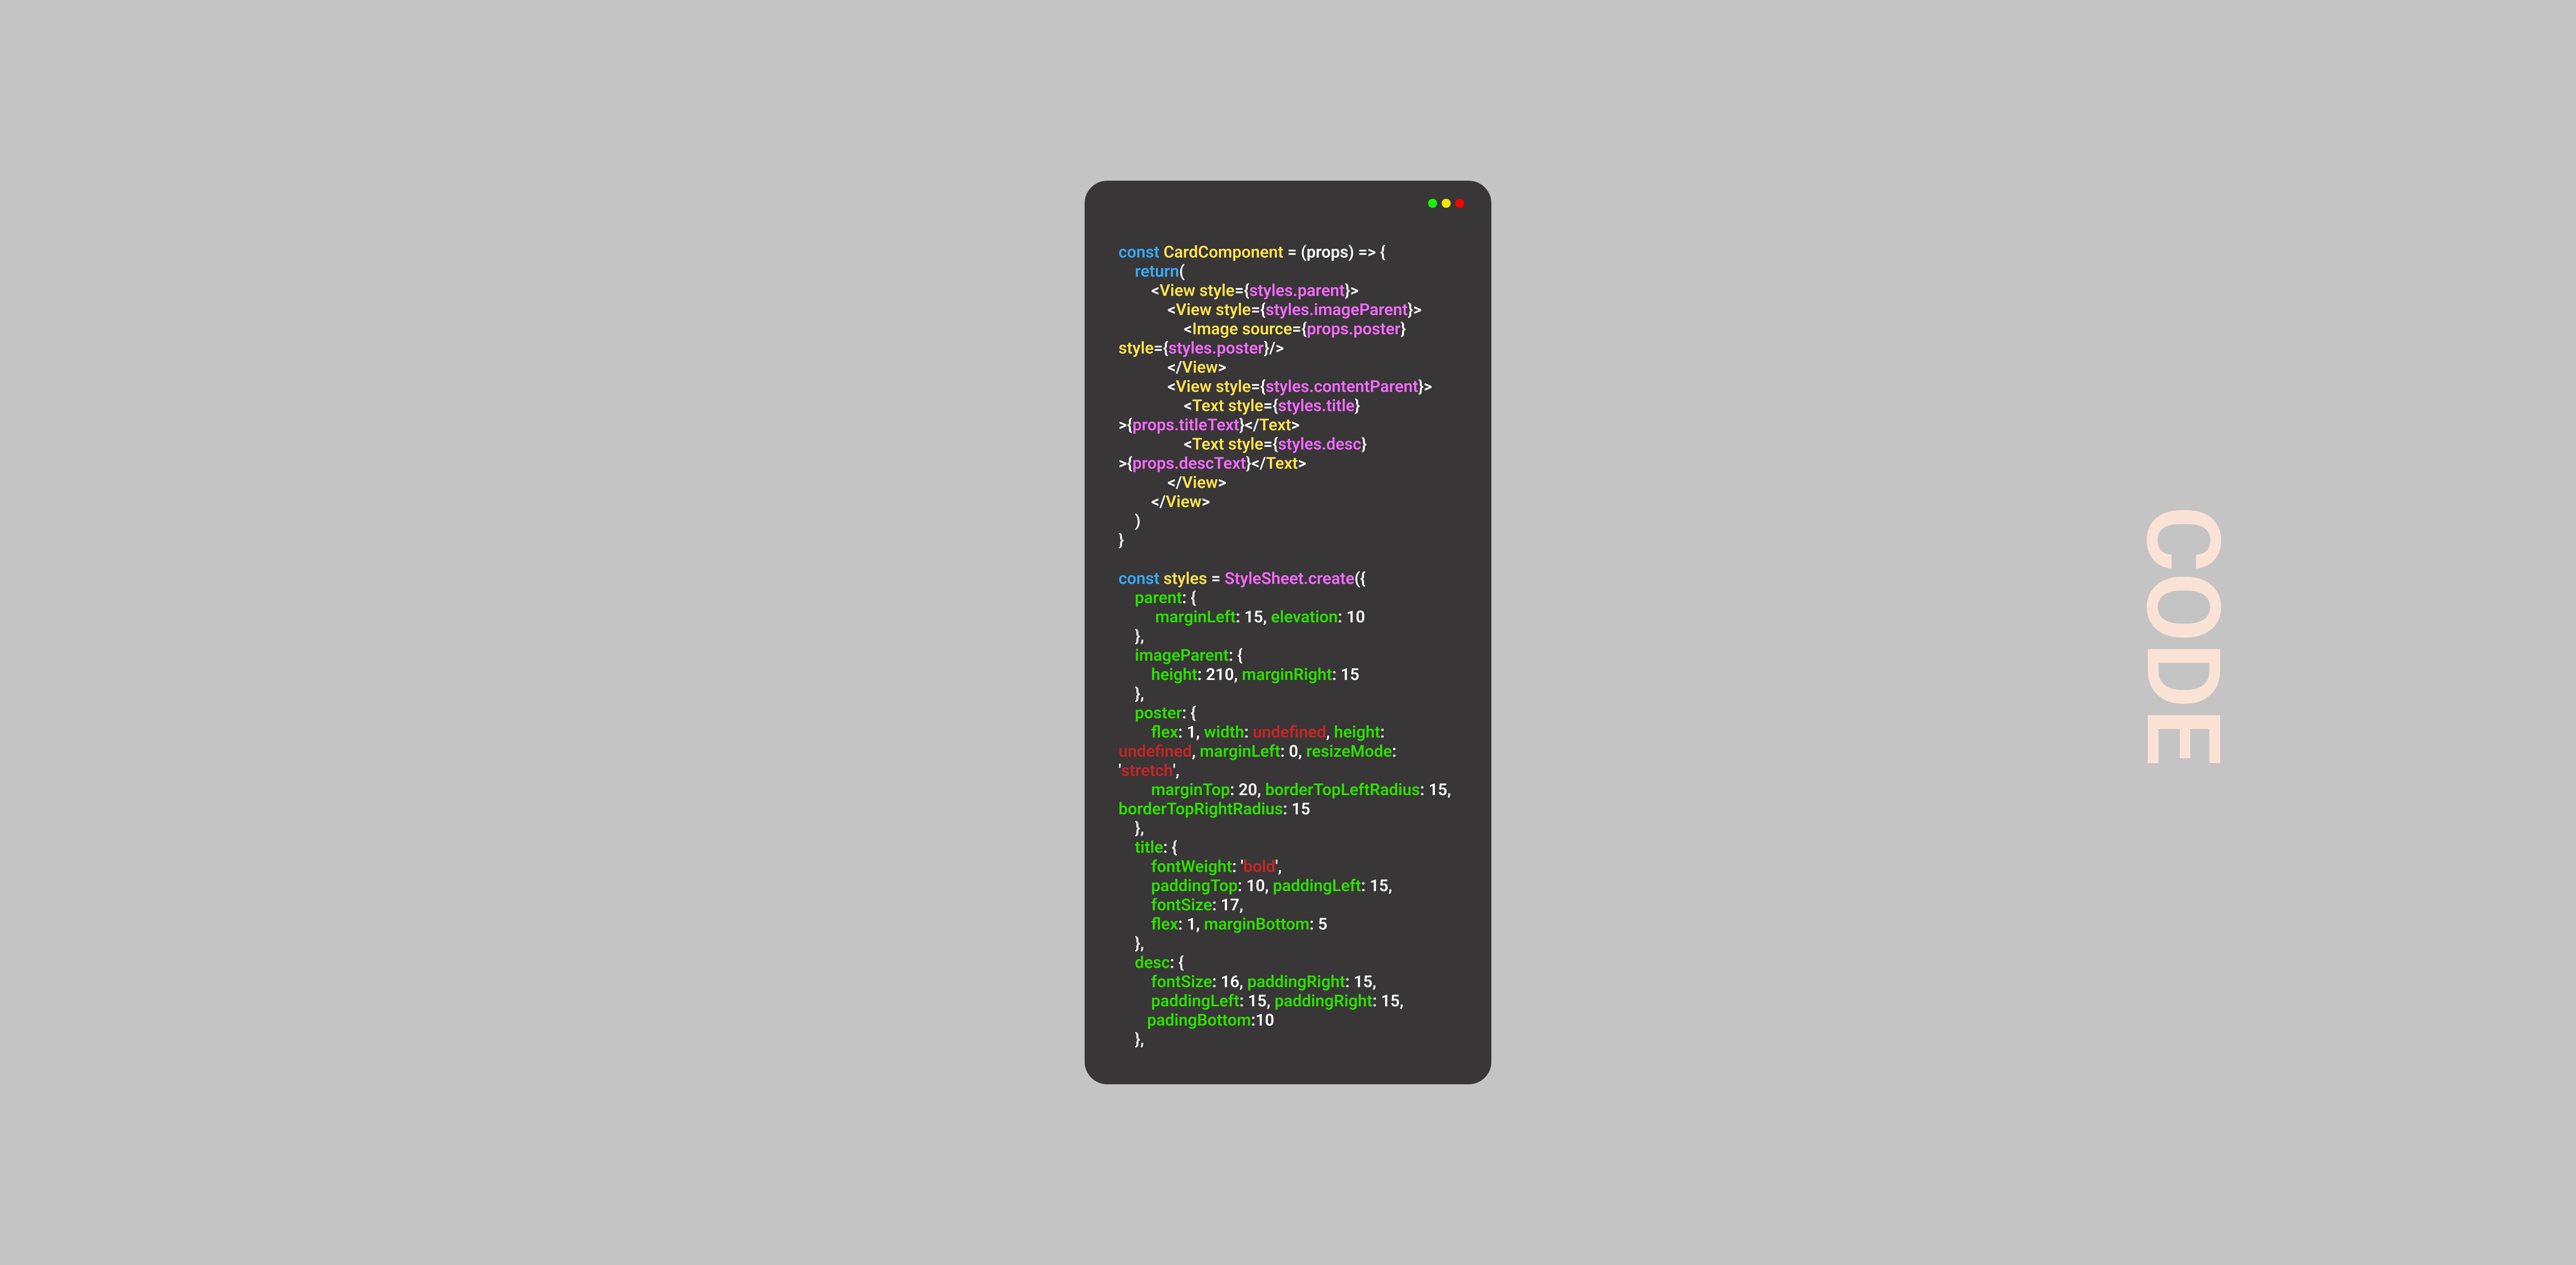 const CardComponent = (props) => {
    return(
        <View style={styles.parent}>
            <View style={styles.imageParent}>
                <Image source={props.poster}
style={styles.poster}/>
            </View>
            <View style={styles.contentParent}>
                <Text style={styles.title}
>{props.titleText}</Text>
                <Text style={styles.desc}
>{props.descText}</Text>
            </View>
        </View>
    )
}

const styles = StyleSheet.create({
    parent: {
         marginLeft: 15, elevation: 10
    },
    imageParent: {
        height: 210, marginRight: 15
    },
    poster: {
        flex: 1, width: undefined, height:
undefined, marginLeft: 0, resizeMode:
'stretch',
        marginTop: 20, borderTopLeftRadius: 15,
borderTopRightRadius: 15
    },
    title: {
        fontWeight: 'bold',
        paddingTop: 10, paddingLeft: 15,
        fontSize: 17,
        flex: 1, marginBottom: 5
    },
    desc: {
        fontSize: 16, paddingRight: 15,
        paddingLeft: 15, paddingRight: 15,
       padingBottom:10
    },
CODE